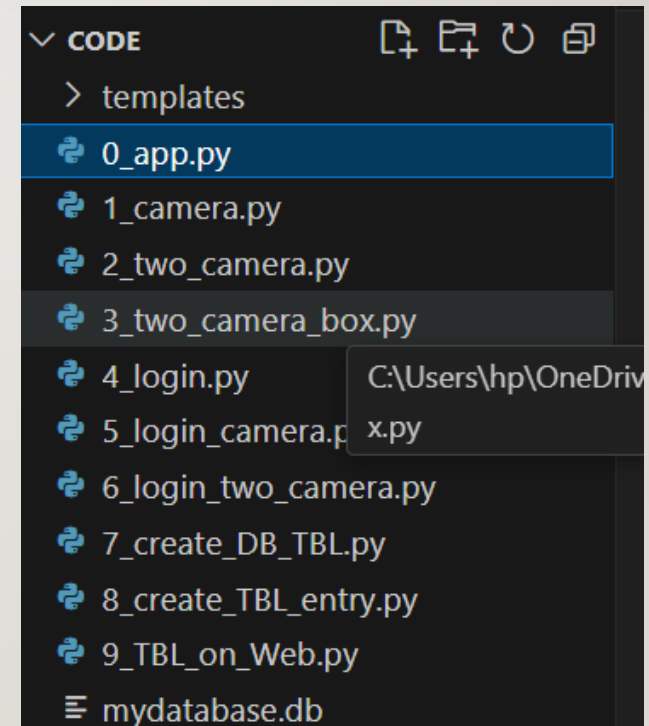 CODE
templates
0_app.py
1_camera.py
2_two_camera.py
3_two_camera_box.py
4_login.py
C:\Users\hp\OneDriv
5_login_camera.p
x.py
6_login_two_camera.py
7_create_DB_TBL.py
8_create_TBL_entry.py
9_TBL_on_Web.py
mydatabase.db